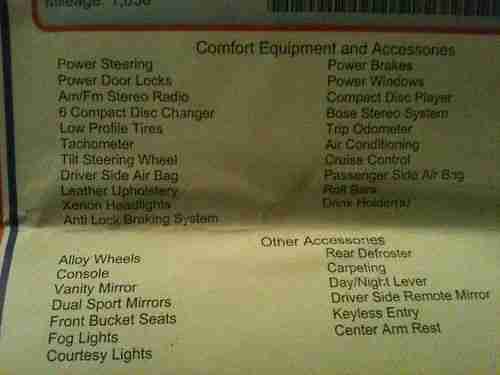 Mileage: 1,630
Comfort Equipment and Accessories
Power Steering
Power Door Locks
Am/Fm Stereo Radio
6 Compact Disc Changer
Low Profile Tires
Tachometer
Tilt Steering Wheel
Driver Side Air Bag
Leather Upholstery
Xenon Headlights
Anti Lock Braking System
Power Brakes
Power Windows
Compact Disc Player
Bose Stereo System
Trip Odometer
Air Conditioning
Cruise Control
Passenger Side Air Bag
Roll Bars
Drink Holder(s)
Other Accessories
Alloy Wheels
Console
Vanity Mirror
Dual Sport Mirrors
Front Bucket Seats
Fog Lights
Courtesy Lights
Rear Defroster
Carpeting
Day/Night Lever
Driver Side Remote Mirror
Keyless Entry
Center Arm Rest